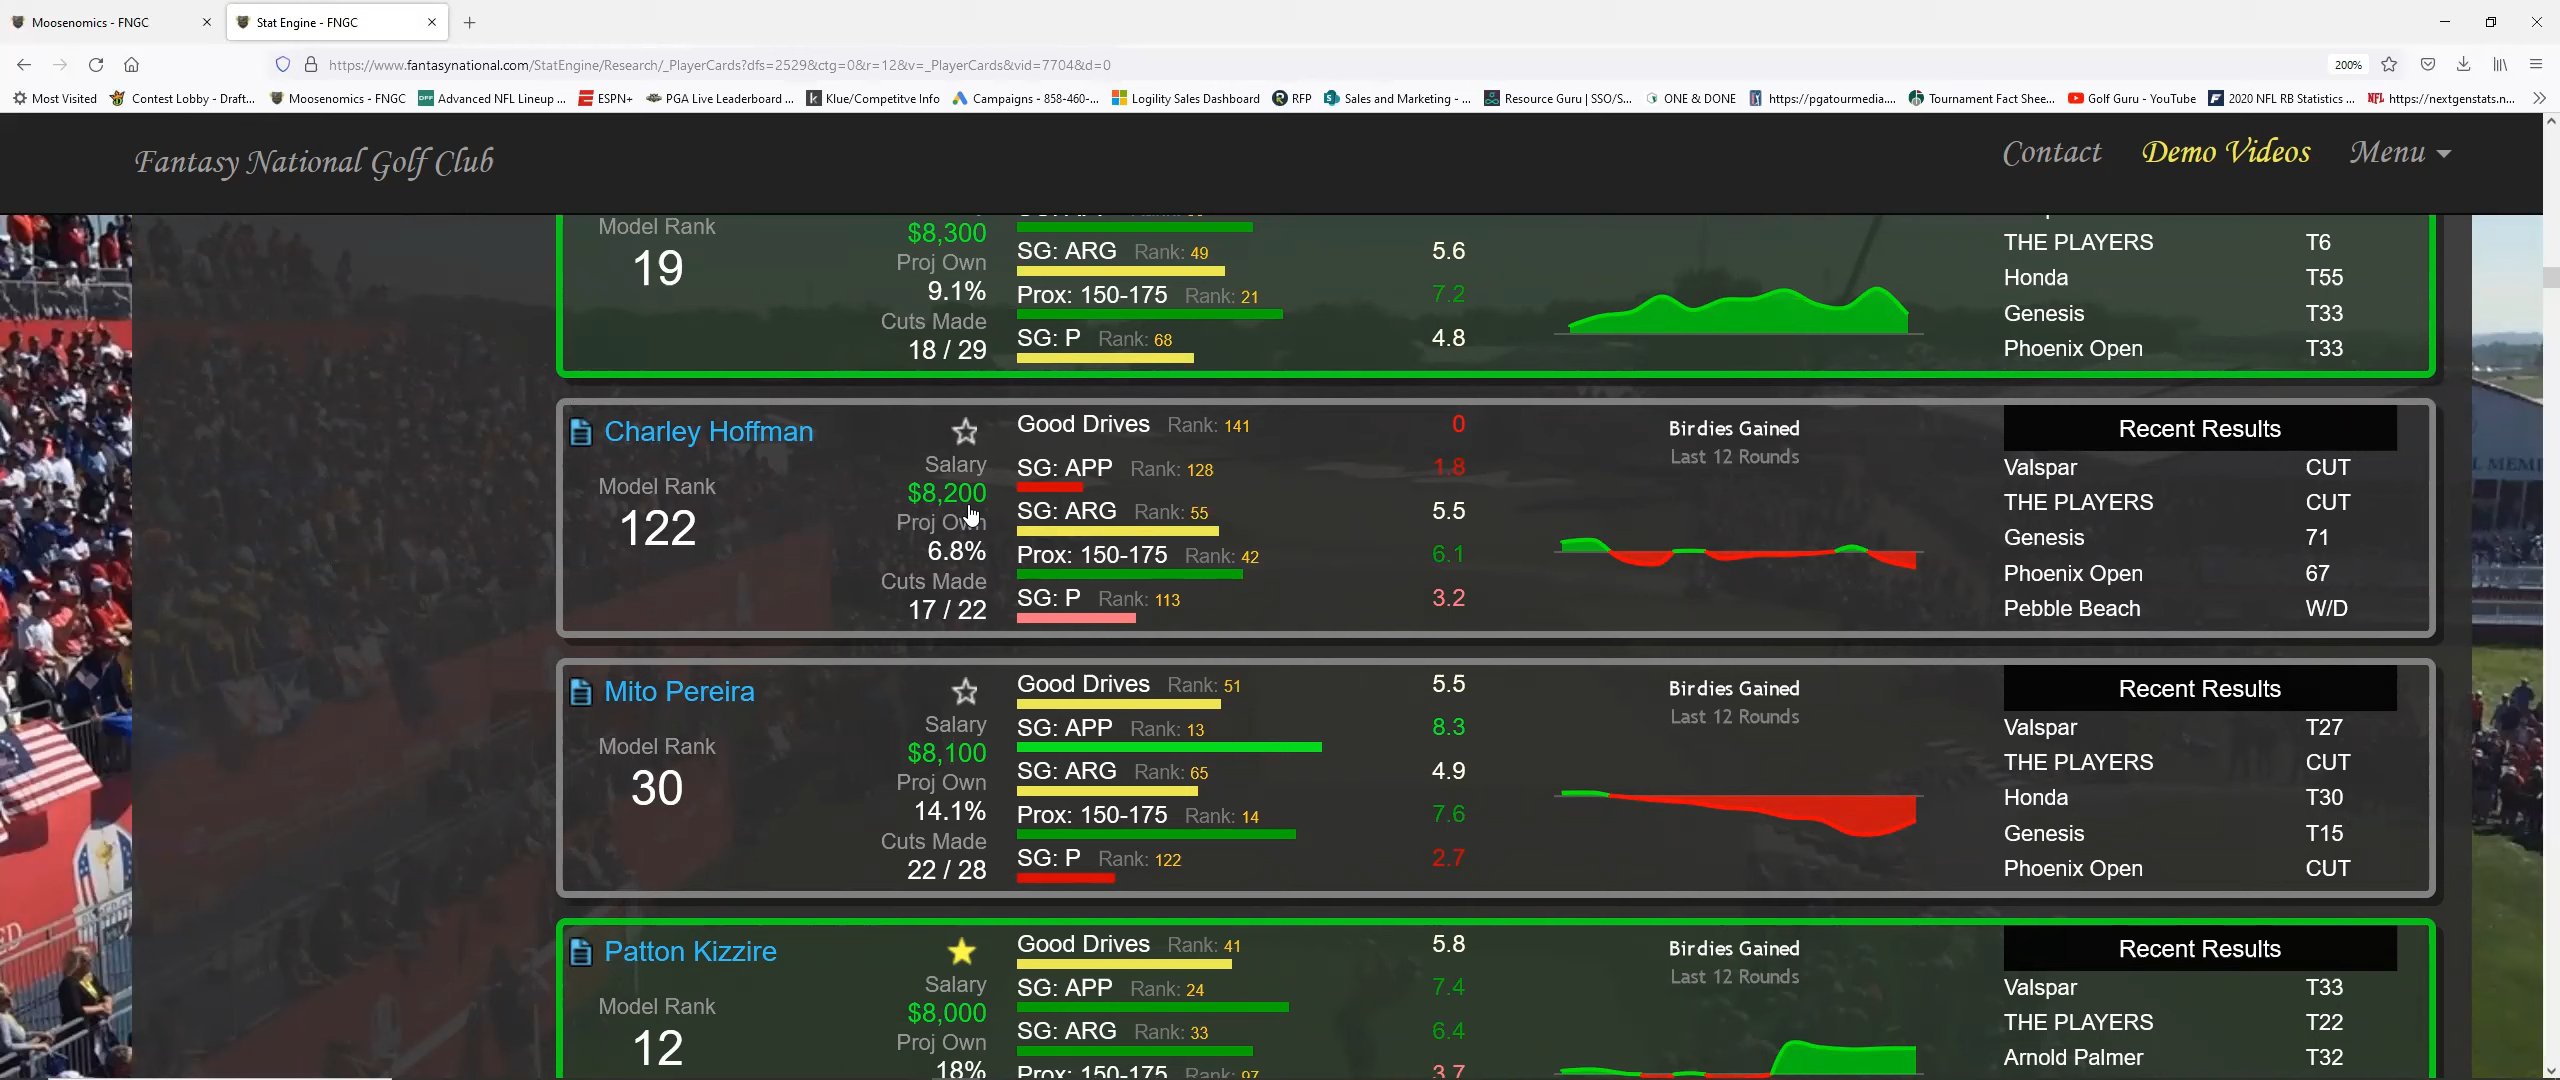 Moosenomics - FNGC
Stat Engine - FNGC
https://www.fantasynational.com/StatEngine/Research/_PlayerCards?dfs=2529&ctg=0&r=12&v=_PlayerCards&vid=7704&d=0
200%
Most Visited
Contest Lobby - Draft...
Moosenomics - FNGC
Advanced NFL Lineup ...
ESPN+
PGA Live Leaderboard ...
Klue/Competitve Info
Campaigns - 858-460-...
Logility Sales Dashboard
RFP
Sales and Marketing - ...
Resource Guru | SSO/S...
ONE & DONE
https://pgatourmedia....
Tournament Fact Shee...
Golf Guru - YouTube
2020 NFL RB Statistics ...
https://nextgenstats.n...
Fantasy National Golf Club
Contact
Demo Videos
Menu
Model Rank
19
$8,300
Proj Own
9.1%
Cuts Made
18 / 29
SG: ARG Rank: 49 5.6
Prox: 150-175 Rank: 21 7.2
SG: P Rank: 68 4.8
THE PLAYERS T6
Honda T55
Genesis T33
Phoenix Open T33
Charley Hoffman
Model Rank
122
Salary
$8,200
Proj Own
6.8%
Cuts Made
17 / 22
Good Drives Rank: 141 0
SG: APP Rank: 128 1.8
SG: ARG Rank: 55 5.5
Prox: 150-175 Rank: 42 6.1
SG: P Rank: 113 3.2
Birdies Gained
Last 12 Rounds
Recent Results
Valspar CUT
THE PLAYERS CUT
Genesis 71
Phoenix Open 67
Pebble Beach W/D
Mito Pereira
Model Rank
30
Salary
$8,100
Proj Own
14.1%
Cuts Made
22 / 28
Good Drives Rank: 51 5.5
SG: APP Rank: 13 8.3
SG: ARG Rank: 65 4.9
Prox: 150-175 Rank: 14 7.6
SG: P Rank: 122 2.7
Birdies Gained
Last 12 Rounds
Recent Results
Valspar T27
THE PLAYERS CUT
Honda T30
Genesis T15
Phoenix Open CUT
Patton Kizzire
Model Rank
12
Salary
$8,000
Proj Own
18%
Good Drives Rank: 41 5.8
SG: APP Rank: 24 7.4
SG: ARG Rank: 33 6.4
Prox: 150-175 Rank: 97 3.7
Birdies Gained
Last 12 Rounds
Recent Results
Valspar T33
THE PLAYERS T22
Arnold Palmer T32